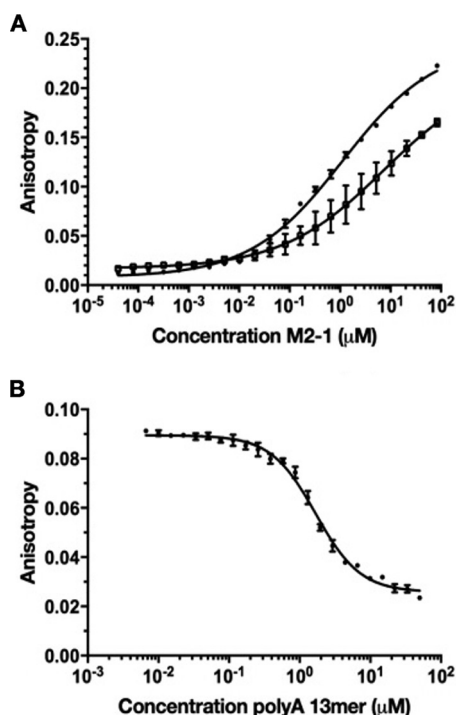 A
0.25
0.20
0.15
0.10
0.05
0.00
Anisotropy
10-5 10-4 10-3 10-2 10-1 100 101 102
Concentration M2-1 (μM)
B
0.10
0.08
0.06
0.04
0.02
0.00
Anisotropy
10-3 10-2 10-1 100 101 102
Concentration polyA 13mer (μM)